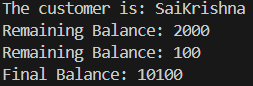 The customer is: SaiKrishna
Remaining Balance: 2000
Remaining Balance: 100
Final Balance: 10100